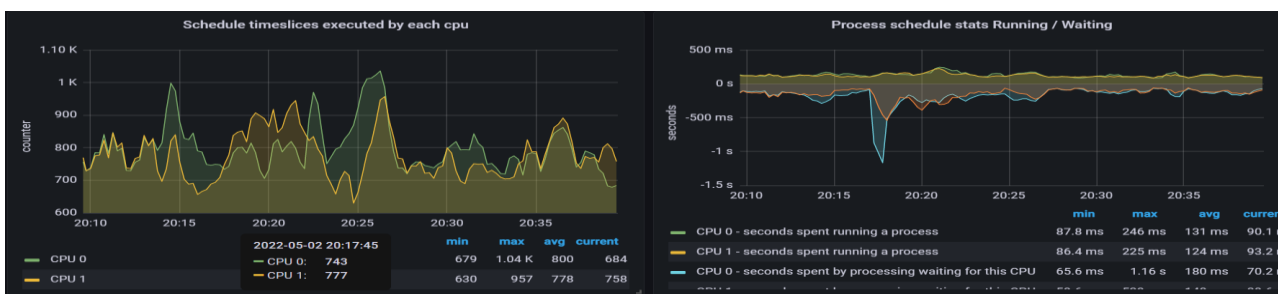 Schedule timeslices executed by each cpu
1.10 K
1 K
900
800
700
600
counter
20:10 20:15 20:20 20:25 20:30 20:35
min max avg current
CPU 0 679 1.04 K 800 684
CPU 1 630 957 778 758
2022-05-02 20:17:45
CPU 0: 743
CPU 1: 777
Process schedule stats Running / Waiting
500 ms
0 s
-500 ms
-1 s
-1.5 s
seconds
20:10 20:15 20:20 20:25 20:30 20:35
min max avg currer
CPU 0 - seconds spent running a process 87.8 ms 246 ms 131 ms 90.1
CPU 1 - seconds spent running a process 86.4 ms 225 ms 124 ms 93.2
CPU 0 - seconds spent by processing waiting for this CPU 65.6 ms 1.16 s 180 ms 70.2